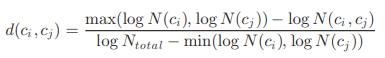 d(c_i, c_j) = \frac{\max(\log N(c_i), \log N(c_j)) - \log N(c_i, c_j)}{\log N_{total} - \min(\log N(c_i), \log N(c_j))}